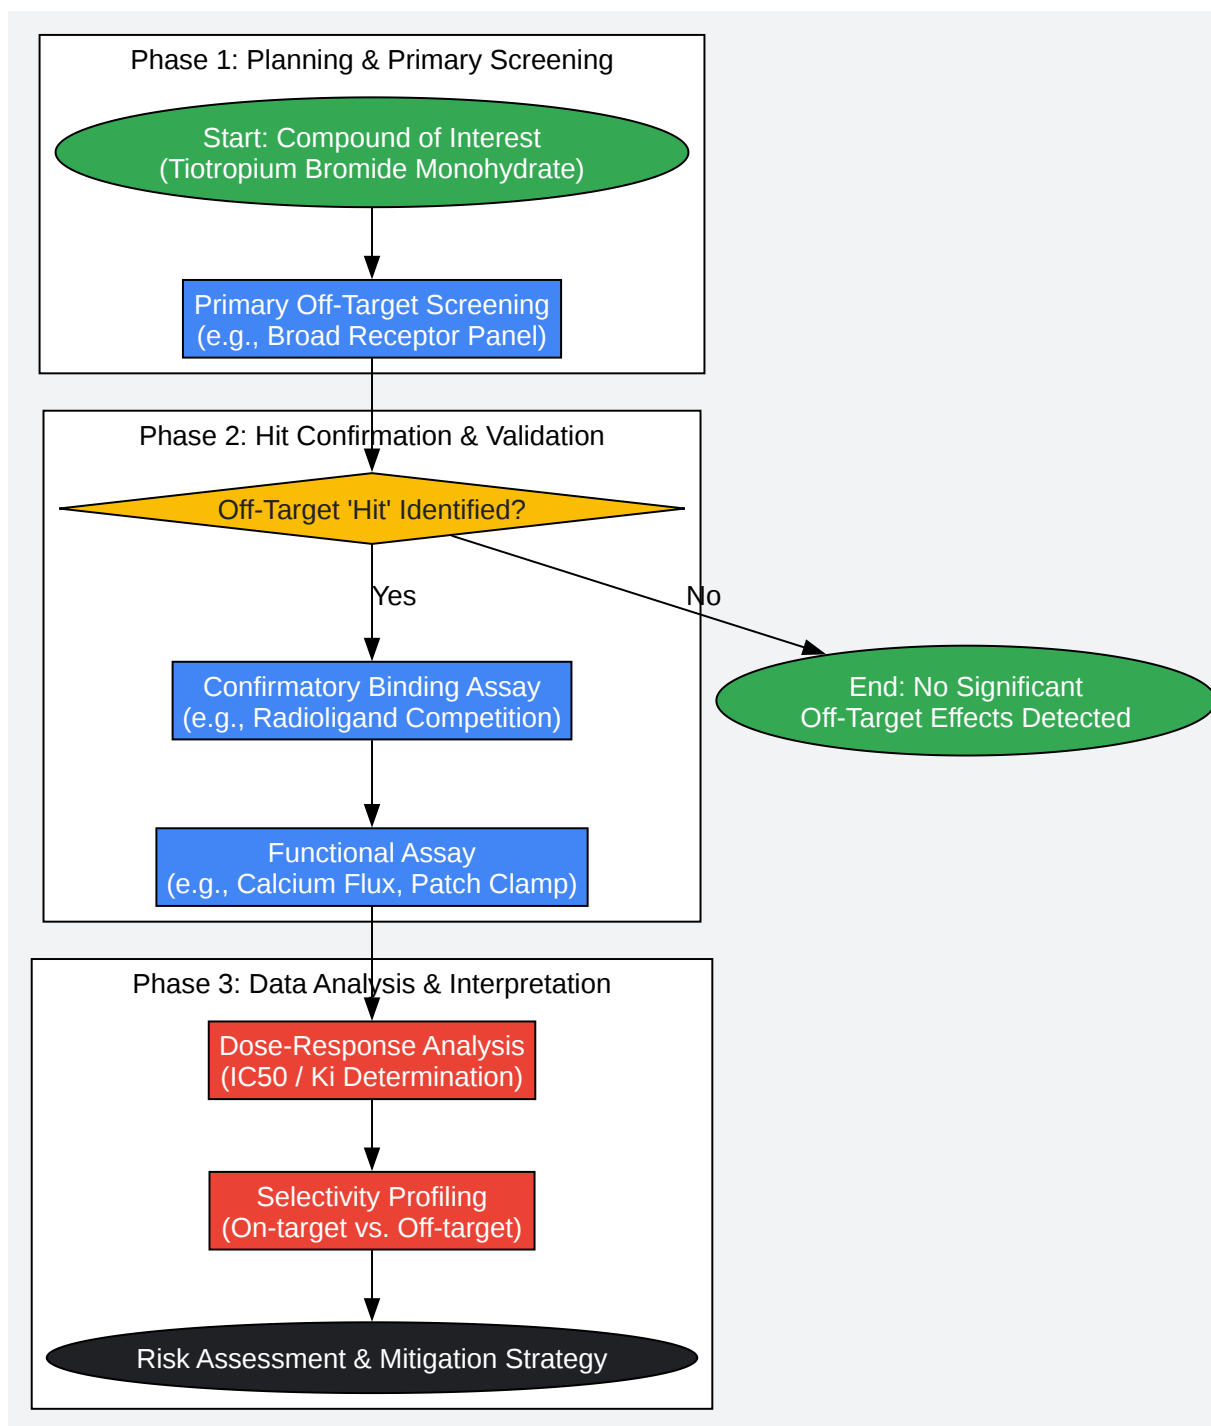 Phase 1: Planning & Primary Screening
Start: Compound of Interest
(Tiotropium Bromide Monohydrate)
Primary Off-Target Screening
(e.g., Broad Receptor Panel)
Phase 2: Hit Confirmation & Validation
Off-Target 'Hit' Identified?
Yes
No
Confirmatory Binding Assay
(e.g., Radioligand Competition)
End: No Significant
Off-Target Effects Detected
Functional Assay
(e.g., Calcium Flux, Patch Clamp)
Phase 3: Data Analysis & Interpretation
Dose-Response Analysis
(IC50 / Ki Determination)
Selectivity Profiling
(On-target vs. Off-target)
Risk Assessment & Mitigation Strategy